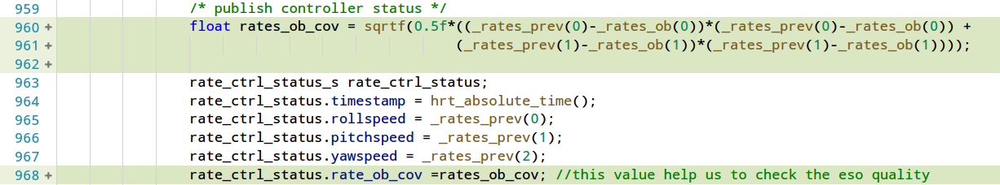 959 /* publish controller status */
960 + float rates_ob_cov = sqrtf(0.5f*((_rates_prev(0)-_rates_ob(0))*(_rates_prev(0)-_rates_ob(0)) +
961 + (_rates_prev(1)-_rates_ob(1))*(_rates_prev(1)-_rates_ob(1))));
962 +
963 rate_ctrl_status_s rate_ctrl_status;
964 rate_ctrl_status.timestamp = hrt_absolute_time();
965 rate_ctrl_status.rollspeed = _rates_prev(0);
966 rate_ctrl_status.pitchspeed = _rates_prev(1);
967 rate_ctrl_status.yawspeed = _rates_prev(2);
968 + rate_ctrl_status.rate_ob_cov =rates_ob_cov; //this value help us to check the eso quality